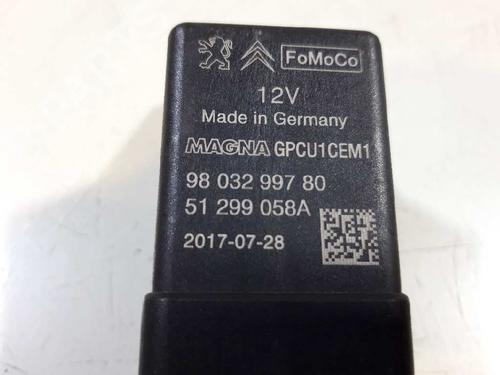 FoMoCo
12V
Made in Germany
MAGNA GPCU1CEM1
98 032 997 80
51 299 058A
2017-07-28